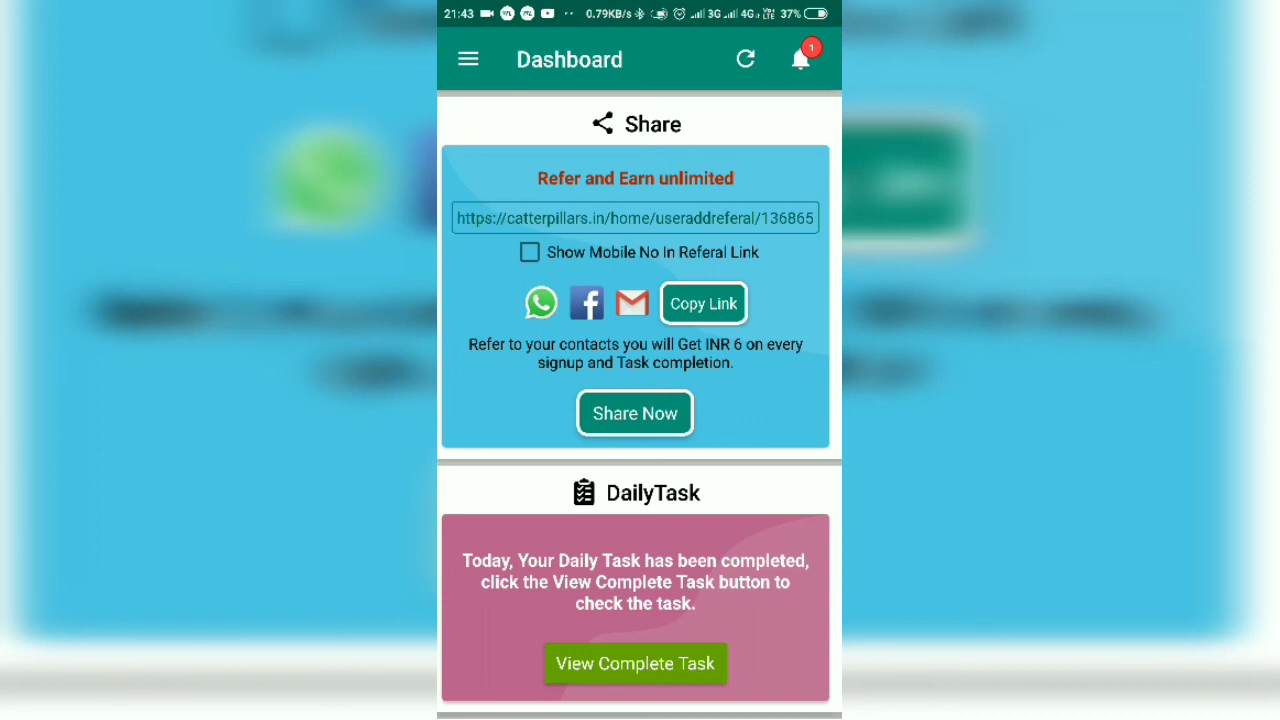 21:43 0.79KB/s 3G 4G 37%
Dashboard
1
Share
Refer and Earn unlimited
https://catterpillars.in/home/useraddreferal/136865
Show Mobile No In Referal Link
Copy Link
Refer to your contacts you will Get INR 6 on every
signup and Task completion.
Share Now
DailyTask
Today, Your Daily Task has been completed,
click the View Complete Task button to
check the task.
View Complete Task